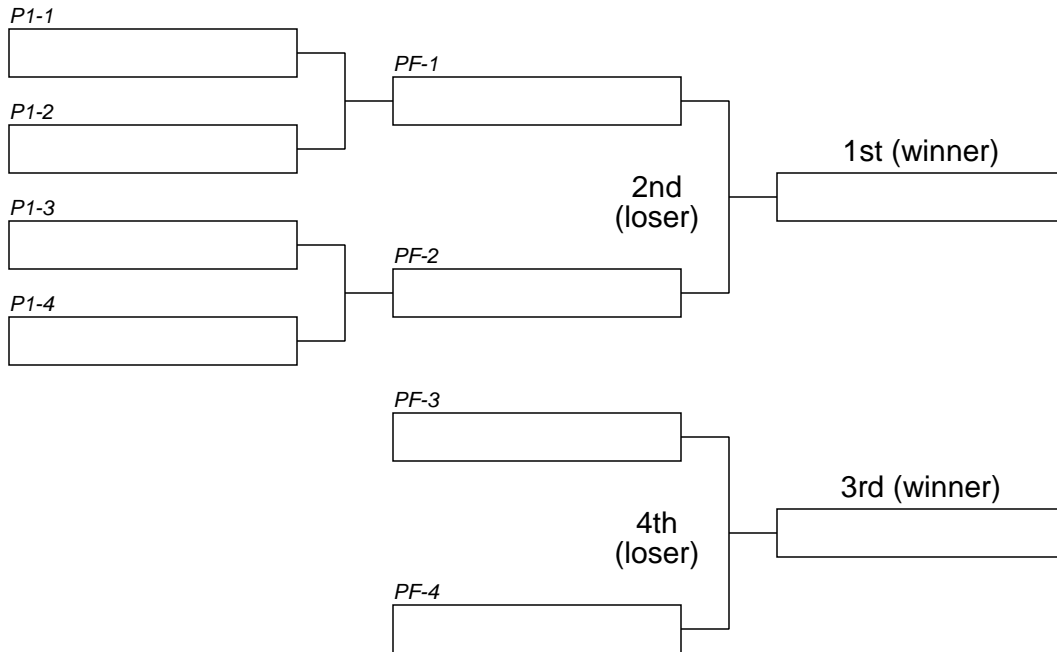 P1-1
P1-2
P1-3
P1-4
PF-1
PF-2
2nd
(loser)
1st (winner)
PF-3
PF-4
4th
(loser)
3rd (winner)